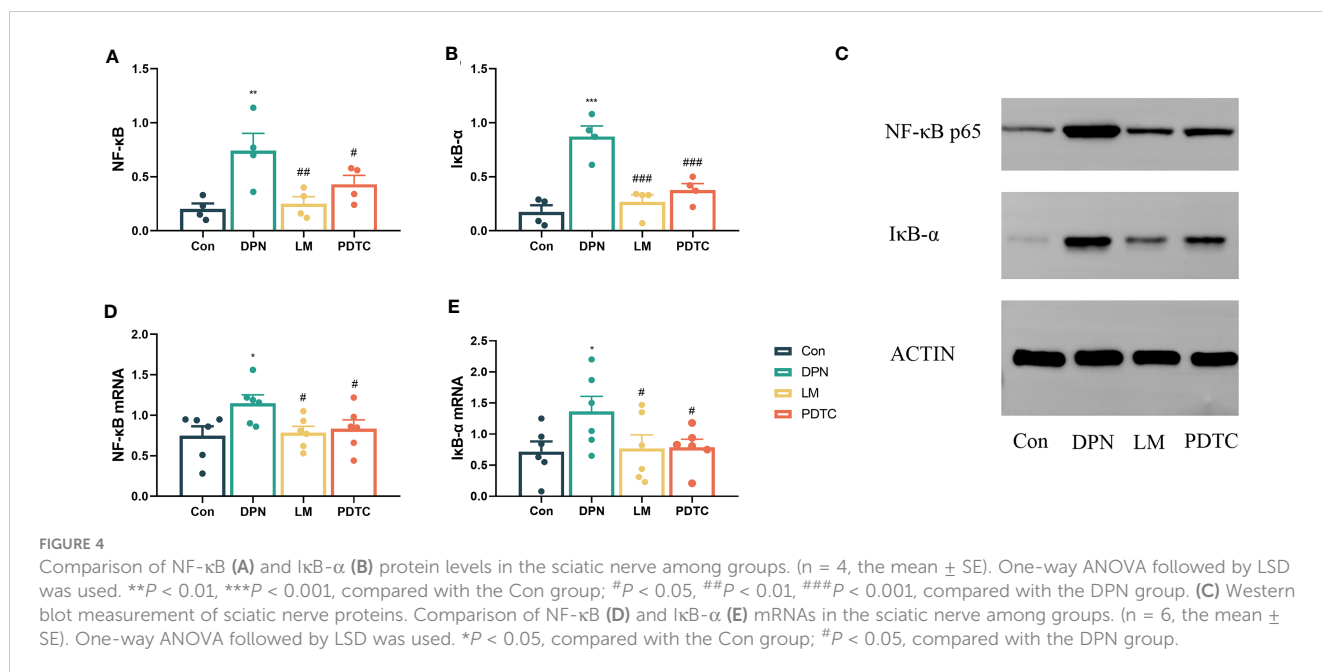 A
1.5
1.0
0.5
0.0
NF-κB
**
##
#
Con DPN LM PDTC
B
1.5
1.0
0.5
0.0
IκB-α
***
###
###
Con DPN LM PDTC
C
NF-κB p65
IκB-α
ACTIN
Con DPN LM PDTC
D
2.0
1.5
1.0
0.5
0.0
NF-κB mRNA
*
#
#
Con DPN LM PDTC
E
2.5
2.0
1.5
1.0
0.5
0.0
IκB-α mRNA
*
#
#
Con DPN LM PDTC
Con
DPN
LM
PDTC
FIGURE 4
Comparison of NF-κB (A) and IκB-α (B) protein levels in the sciatic nerve among groups. (n = 4, the mean ± SE). One-way ANOVA followed by LSD
was used. **P < 0.01, ***P < 0.001, compared with the Con group; #P < 0.05, ##P < 0.01, ###P < 0.001, compared with the DPN group. (C) Western
blot measurement of sciatic nerve proteins. Comparison of NF-κB (D) and IκB-α (E) mRNAs in the sciatic nerve among groups. (n = 6, the mean ±
SE). One-way ANOVA followed by LSD was used. *P < 0.05, compared with the Con group; #P < 0.05, compared with the DPN group.